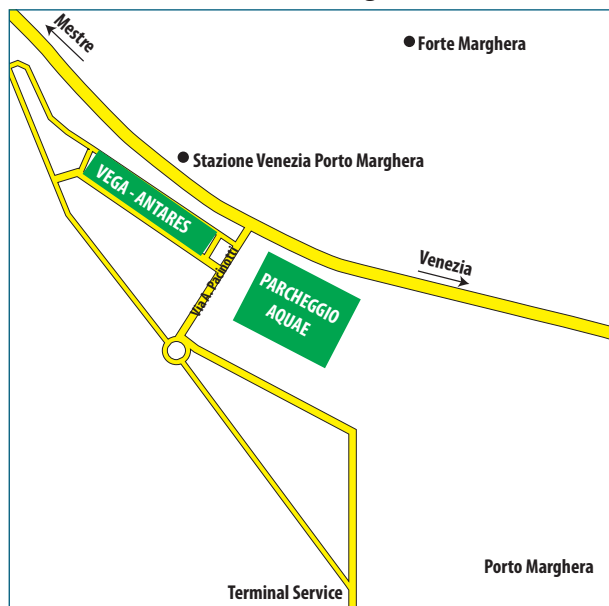 Mestre
Forte Marghera
Stazione Venezia Porto Marghera
VEGA - ANTARES
Via A. Pacinotti
Venezia
PARCHEGGIO
AQUAE
Porto Marghera
Terminal Service